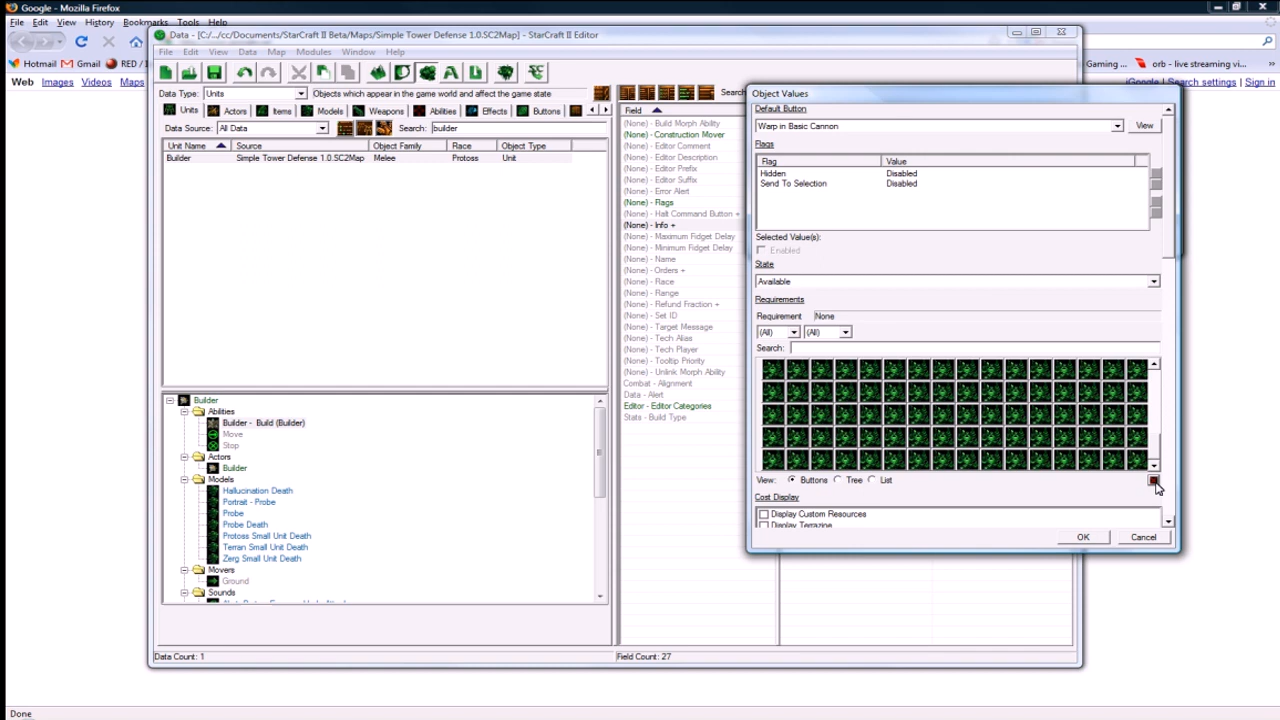 Google - Mozilla Firefox
File Edit View History Bookmarks Tools Help
Hotmail Gmail RED / 1
Gaming ... orb - live streaming vi...
Web Images Videos Maps
iGoogle | Search settings | Sign in
Data - [C:/.../cc/Documents/StarCraft II Beta/Maps/Simple Tower Defense 1.0.SC2Map] - StarCraft II Editor
File Edit View Data Map Modules Window Help
Data Type: Units Objects which appear in the game world and affect the game state
Units Actors Items Models Weapons Abilities Effects Buttons
Data Source: All Data Search: builder
Unit Name Source Object Family Race Object Type
Builder Simple Tower Defense 1.0.SC2Map Melee Protoss Unit
Builder
Abilities
Builder - Build (Builder)
Move
Stop
Actors
Builder
Models
Hallucination Death
Portrait - Probe
Probe
Probe Death
Protoss Small Unit Death
Terran Small Unit Death
Zerg Small Unit Death
Movers
Ground
Sounds
Data Count: 1
Search
Field
(None) - Build Morph Ability
(None) - Construction Mover
(None) - Editor Comment
(None) - Editor Description
(None) - Editor Prefix
(None) - Editor Suffix
(None) - Error Alert
(None) - Flags
(None) - Halt Command Button +
(None) - Info +
(None) - Maximum Fidget Delay
(None) - Minimum Fidget Delay
(None) - Name
(None) - Orders +
(None) - Race
(None) - Range
(None) - Refund Fraction +
(None) - Set ID
(None) - Target Message
(None) - Tech Alias
(None) - Tech Player
(None) - Tooltip Priority
(None) - Unlink Morph Ability
Combat - Alignment
Data - Alert
Editor - Editor Categories
Stats - Build Type
Field Count: 27
Object Values
Default Button
Warp in Basic Cannon View
Flags
Flag Value
Hidden Disabled
Send To Selection Disabled
Selected Value(s):
Enabled
State
Available
Requirements
Requirement None
(All) (All)
Search:
View: Buttons Tree List
Cost Display
Display Custom Resources
Display Terrazine
OK Cancel
Done